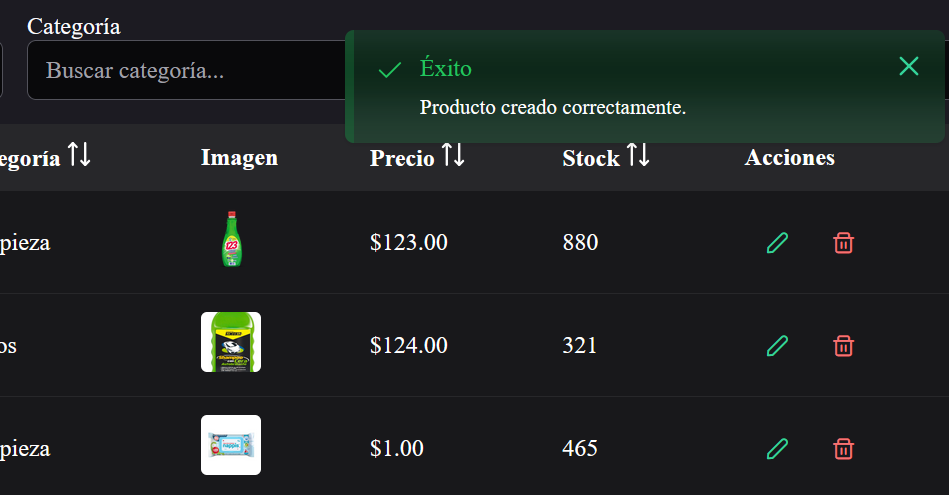 Categoría
Buscar categoría...
Éxito
Producto creado correctamente.
egoría Imagen Precio Stock Acciones
pieza 123 $123.00 880
os $124.00 321
pieza $1.00 465